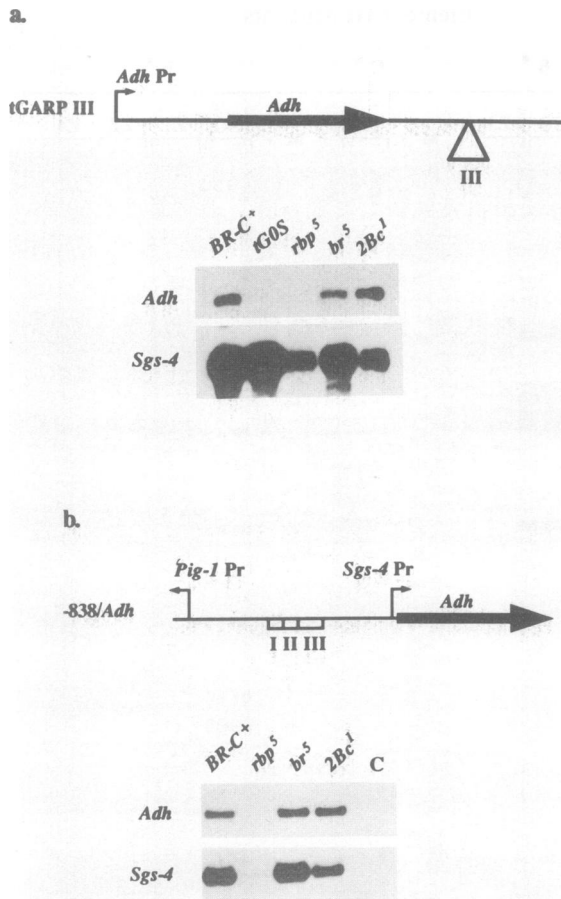 a.
Adh Pr
tGARP III
Adh
III
BR-C+ tG0S rbp5 br5 2Bc1
Adh
Sgs-4
b.
Pig-1 Pr
Sgs-4 Pr
-838/Adh
Adh
I II III
BR-C+ rbp5 br5 2Bc1 C
Adh
Sgs-4